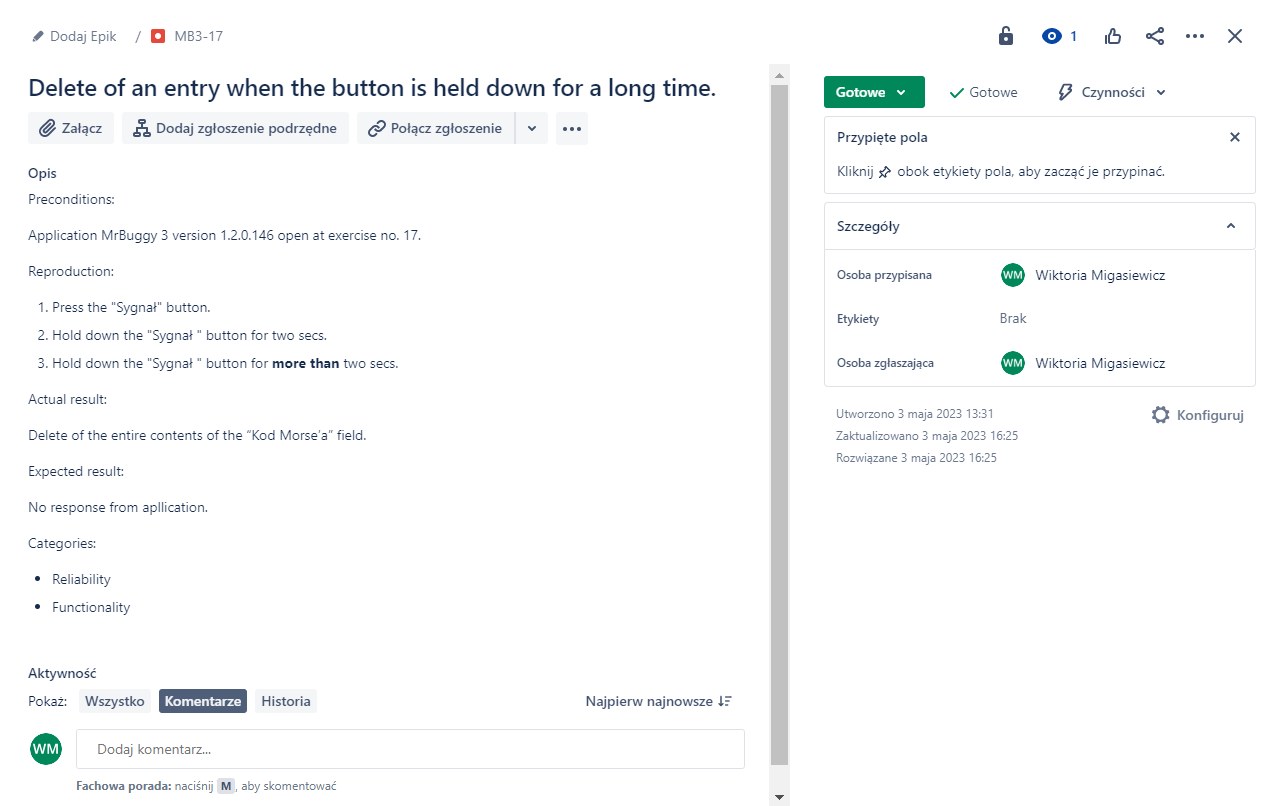 Dodaj Epik / MB3-17
1
Delete of an entry when the button is held down for a long time.
Załącz
Dodaj zgłoszenie podrzędne
Połącz zgłoszenie
Opis
Preconditions:
Application MrBuggy 3 version 1.2.0.146 open at exercise no. 17.
Reproduction:
1. Press the "Sygnał" button.
2. Hold down the "Sygnał " button for two secs.
3. Hold down the "Sygnał " button for more than two secs.
Actual result:
Delete of the entire contents of the “Kod Morse’a” field.
Expected result:
No response from apllication.
Categories:
• Reliability
• Functionality
Aktywność
Pokaż: Wszystko Komentarze Historia Najpierw najnowsze
WM Dodaj komentarz...
Fachowa porada: naciśnij M , aby skomentować
Gotowe
Gotowe
Czynności
Przypięte pola
Kliknij obok etykiety pola, aby zacząć je przypinać.
Szczegóły
Osoba przypisana WM Wiktoria Migasiewicz
Etykiety Brak
Osoba zgłaszająca WM Wiktoria Migasiewicz
Utworzono 3 maja 2023 13:31
Konfiguruj
Zaktualizowano 3 maja 2023 16:25
Rozwiązane 3 maja 2023 16:25